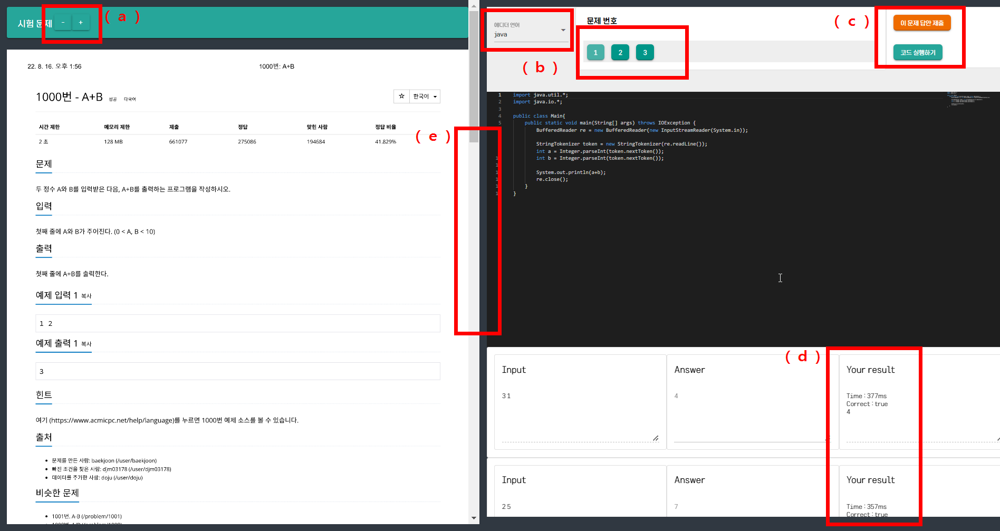 시험 문제 - +
( a )
22. 8. 16. 오후 1:56 1000번: A+B
1000번 - A+B 성공 다국어
☆ 한국어
시간 제한 메모리 제한 제출 정답 맞힌 사람 정답 비율
2 초 128 MB 661077 275086 194684 41.829%
문제
두 정수 A와 B를 입력받은 다음, A+B를 출력하는 프로그램을 작성하시오.
입력
첫째 줄에 A와 B가 주어진다. (0 < A, B < 10)
출력
첫째 줄에 A+B를 출력한다.
예제 입력 1 복사
1 2
예제 출력 1 복사
3
힌트
여기 (https://www.acmicpc.net/help/language)를 누르면 1000번 예제 소스를 볼 수 있습니다.
출처
• 문제를 만든 사람: baekjoon (/user/baekjoon)
• 빠진 조건을 찾은 사람: djm03178 (/user/djm03178)
• 데이터를 추가한 사람: doju (/user/doju)
비슷한 문제
• 1001번. A-B (/problem/1001)
( e )
에디터 언어
java
( b )
문제 번호
1 2 3
( c )
이 문제 답안 제출
코드 실행하기
1 import java.util.*;
2 import java.io.*;
3
4 public class Main{
5 public static void main(String[] args) throws IOException {
BufferedReader re = new BufferedReader(new InputStreamReader(System.in));
StringTokenizer token = new StringTokenizer(re.readLine());
int a = Integer.parseInt(token.nextToken());
1 int b = Integer.parseInt(token.nextToken());
1
1 System.out.println(a+b);
1 re.close();
1 }
1 }
( d )
Input
3 1
Answer
4
Your result
Time : 377ms
Correct : true
4
Input
2 5
Answer
7
Your result
Time : 357ms
Correct : true